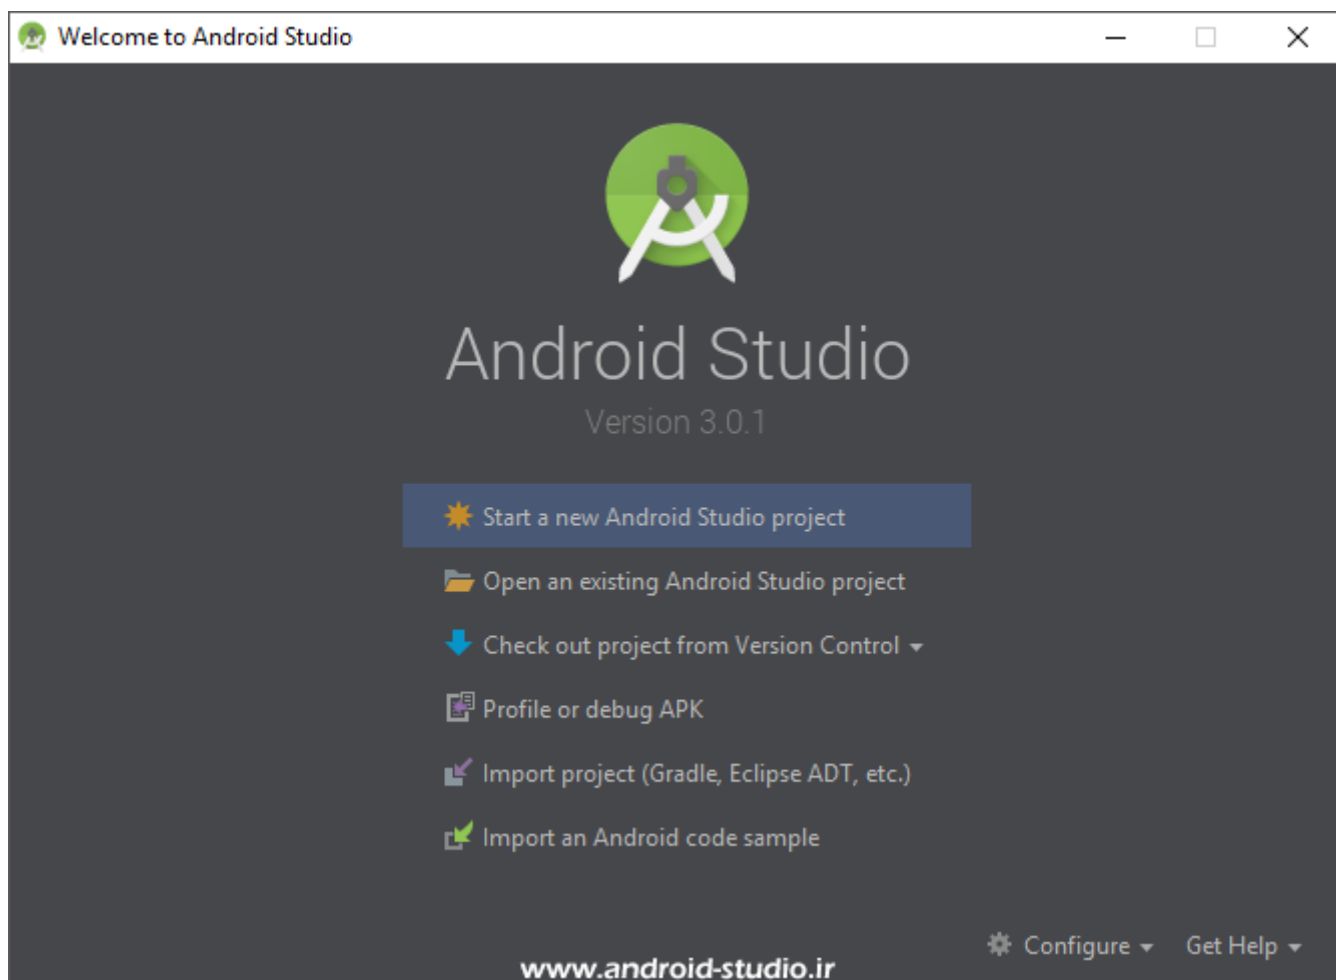 Welcome to Android Studio
Android Studio
Version 3.0.1
Start a new Android Studio project
Open an existing Android Studio project
Check out project from Version Control
Profile or debug APK
Import project (Gradle, Eclipse ADT, etc.)
Import an Android code sample
Configure Get Help
www.android-studio.ir